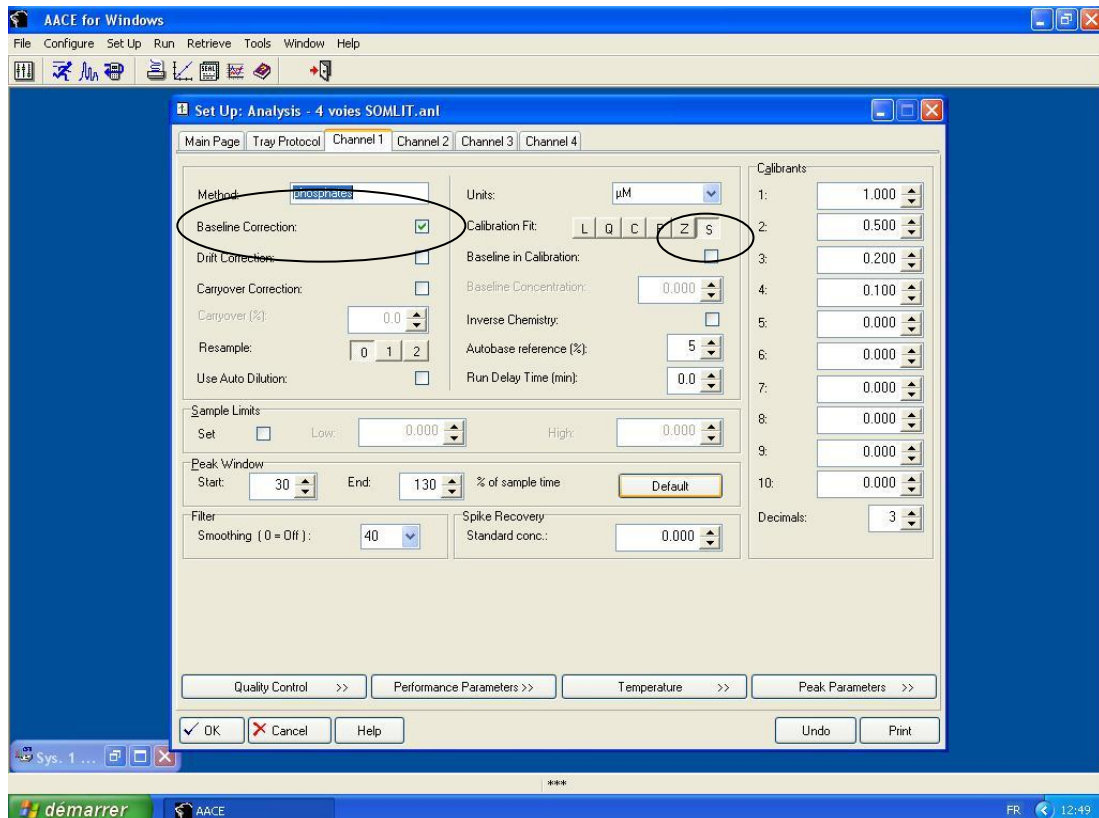 AACE for Windows
File Configure Set Up Run Retrieve Tools Window Help
Set Up: Analysis - 4 voies SOMLIT.anl
Main Page Tray Protocol Channel 1 Channel 2 Channel 3 Channel 4
Method: phosphates
Baseline Correction:
Drift Correction:
Carryover Correction:
Carryover (%): 0.0
Resample: 0 1 2
Use Auto Dilution:
Units: µM
Calibration Fit: L Q C Z S
Baseline in Calibration:
Baseline Concentration: 0.000
Inverse Chemistry:
Autobase reference (%): 5
Run Delay Time (min): 0.0
Calibrants
1: 1.000
2: 0.500
3: 0.200
4: 0.100
5: 0.000
6: 0.000
7: 0.000
8: 0.000
9: 0.000
10: 0.000
Decimals: 3
Sample Limits
Set Low: 0.000 High: 0.000
Peak Window
Start: 30 End: 130 % of sample time Default
Filter
Smoothing ( 0 = Off ) : 40
Spike Recovery
Standard conc.: 0.000
Quality Control >> Performance Parameters >> Temperature >> Peak Parameters >>
OK Cancel Help Undo Print
Sys. 1 ...
***
démarrer AACE FR 12:49